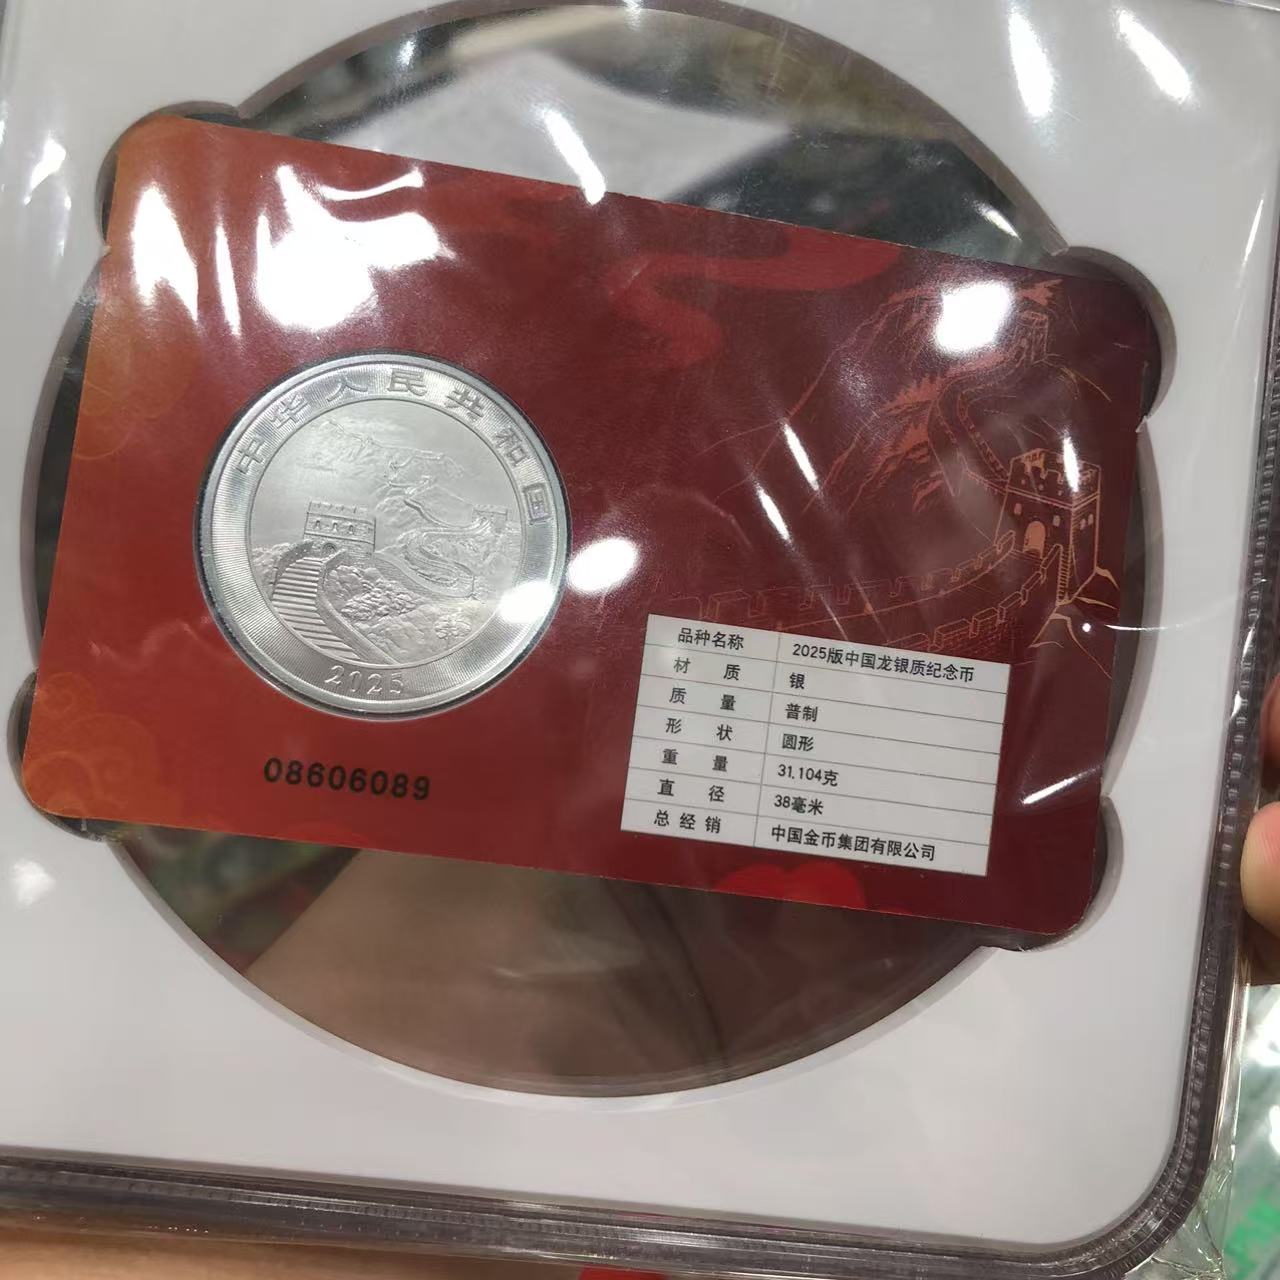 中华人民共和国
2025
08606089
品种名称 2025版中国龙银质纪念币
材质 银
质量 普制
形状 圆形
重量 31.104克
直径 38毫米
总经销 中国金币集团有限公司